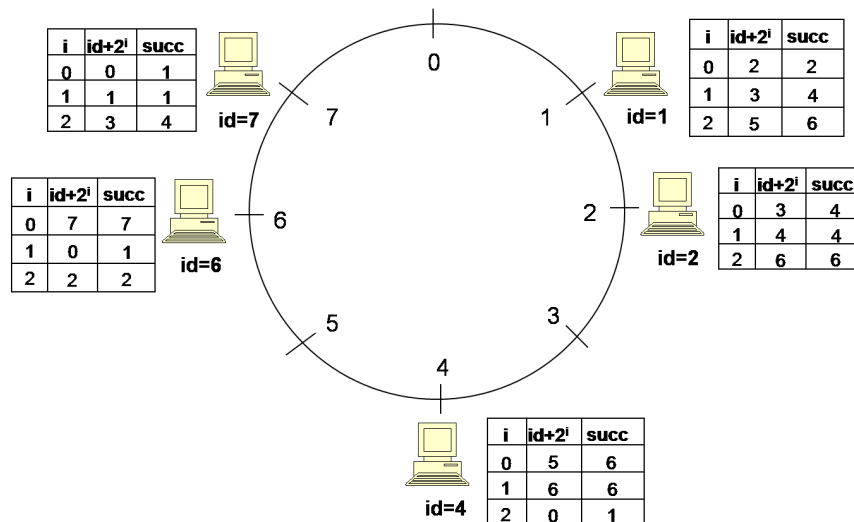 i id+2ⁱ succ
0 0 1
1 1 1
2 3 4
id=7
i id+2ⁱ succ
0 2 2
1 3 4
2 5 6
id=1
i id+2ⁱ succ
0 7 7
1 0 1
2 2 2
id=6
i id+2ⁱ succ
0 3 4
1 4 4
2 6 6
id=2
0
1
2
3
4
5
6
7
i id+2ⁱ succ
0 5 6
1 6 6
2 0 1
id=4